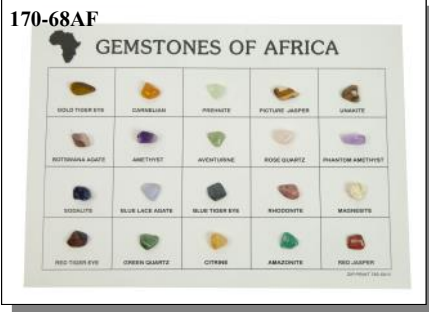 170-68AF
GEMSTONES OF AFRICA
GOLD TIGER EYE CARNELIAN PREHNITE PICTURE JASPER UNAKITE
BOTSWANA AGATE AMETHYST AVENTURINE ROSE QUARTZ PHANTOM AMETHYST
SODALITE BLUE LACE AGATE BLUE TIGER EYE RHODONITE MAGNESITE
RED TIGER EYE GREEN QUARTZ CITRINE AMAZONITE RED JASPER